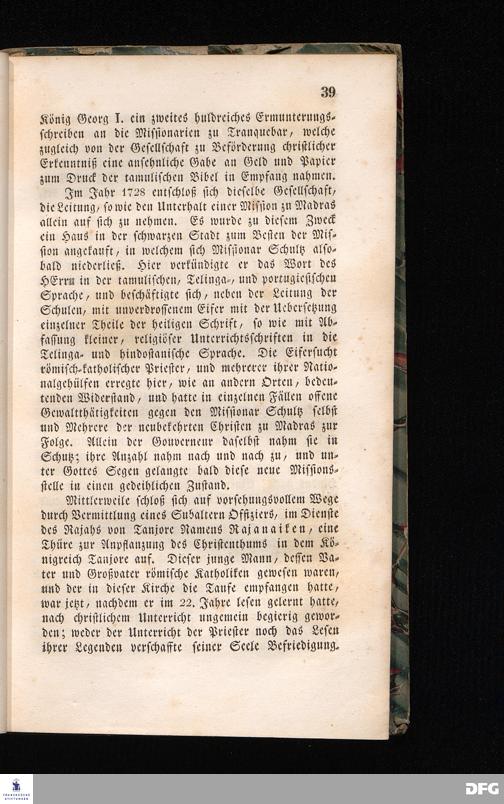 39
König Georg I. ein zweites huldreiches Ermunterungs-
schreiben an die Missionarien zu Tranquebar, welche
zugleich von der Gesellschaft zu Beförderung christlicher
Erkenntniß eine ansehnliche Gabe an Geld und Papier
zum Druck der tamulischen Bibel in Empfang nahmen.
Im Jahr 1728 entschloß sich dieselbe Gesellschaft,
die Leitung, so wie den Unterhalt einer Mission zu Madras
allein auf sich zu nehmen. Es wurde zu diesem Zweck
ein Haus in der schwarzen Stadt zum Besten der Mis-
sion angekauft, in welchem sich Missionar Schultz also-
bald niederließ. Hier verkündigte er das Wort des
HErrn in der tamulischen, Telinga-, und portugiesischen
Sprache, und beschäftigte sich, neben der Leitung der
Schulen, mit unverdrossenem Eifer mit der Uebersetzung
einzelner Theile der heiligen Schrift, so wie mit Ab-
fassung kleiner, religiöser Unterrichtsschriften in die
Telinga- und hindostanische Sprache. Die Eifersucht
römisch-katholischer Priester, und mehrerer ihrer Natio-
nalgehülfen erregte hier, wie an andern Orten, bedeu-
tenden Widerstand, und hatte in einzelnen Fällen offene
Gewaltthätigkeiten gegen den Missionar Schultz selbst
und Mehrere der neubekehrten Christen zu Madras zur
Folge. Allein der Gouverneur daselbst nahm sie in
Schutz; ihre Anzahl nahm nach und nach zu, und un-
ter Gottes Segen gelangte bald diese neue Missions-
stelle in einen gedeihlichen Zustand.
Mittlerweile schloß sich auf vorsehungsvollem Wege
durch Vermittlung eines Subaltern Offiziers, im Dienste
des Rajahs von Tanjore Namens Rajanaiken, eine
Thüre zur Anpflanzung des Christenthums in dem Kö-
nigreich Tanjore auf. Dieser junge Mann, dessen Va-
ter und Großvater römische Katholiken gewesen waren,
und der in dieser Kirche die Taufe empfangen hatte,
war jetzt, nachdem er im 22. Jahre lesen gelernt hatte,
nach christlichem Unterricht ungemein begierig gewor-
den; weder der Unterricht der Priester noch das Lesen
ihrer Legenden verschaffte seiner Seele Befriedigung.
FRANCKESCHE STIFTUNGEN
DFG